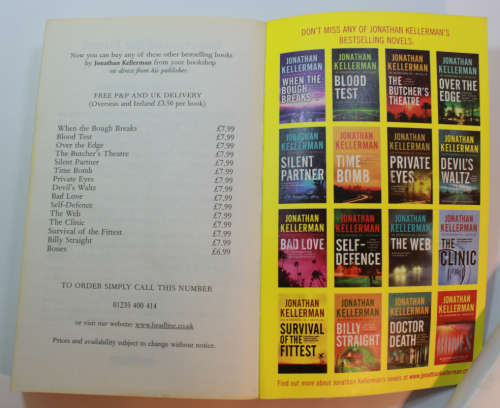 Now you can buy any of these other bestselling books
by Jonathan Kellerman from your bookshop
or direct from his publisher.
FREE P&P AND UK DELIVERY
(Overseas and Ireland £3.50 per book)
When the Bough Breaks £7.99
Blood Test £7.99
Over the Edge £7.99
The Butcher's Theatre £7.99
Silent Partner £7.99
Time Bomb £7.99
Private Eyes £7.99
Devil's Waltz £7.99
Bad Love £7.99
Self-Defence £7.99
The Web £7.99
The Clinic £7.99
Survival of the Fittest £7.99
Billy Straight £7.99
Bones £6.99
TO ORDER SIMPLY CALL THIS NUMBER
01235 400 414
or visit our website: www.headline.co.uk
Prices and availability subject to change without notice.
DON'T MISS ANY OF JONATHAN KELLERMAN'S
BESTSELLING NOVELS:
JONATHAN
KELLERMAN
WHEN THE
BOUGH
BREAKS
JONATHAN
KELLERMAN
BLOOD
TEST
JONATHAN
KELLERMAN
THE
BUTCHER'S
THEATRE
JONATHAN
KELLERMAN
OVER THE
EDGE
JONATHAN
KELLERMAN
SILENT
PARTNER
JONATHAN
KELLERMAN
TIME
BOMB
JONATHAN
KELLERMAN
PRIVATE
EYES
JONATHAN
KELLERMAN
DEVIL'S
WALTZ
JONATHAN
KELLERMAN
BAD LOVE
JONATHAN
KELLERMAN
SELF-
DEFENCE
JONATHAN
KELLERMAN
THE WEB
JONATHAN
KELLERMAN
THE
CLINIC
JONATHAN
KELLERMAN
SURVIVAL
OF THE
FITTEST
JONATHAN
KELLERMAN
BILLY
STRAIGHT
JONATHAN
KELLERMAN
DOCTOR
DEATH
JONATHAN
KELLERMAN
BONES
Find out more about Jonathan Kellerman's novels at www.jonathankellerman.co